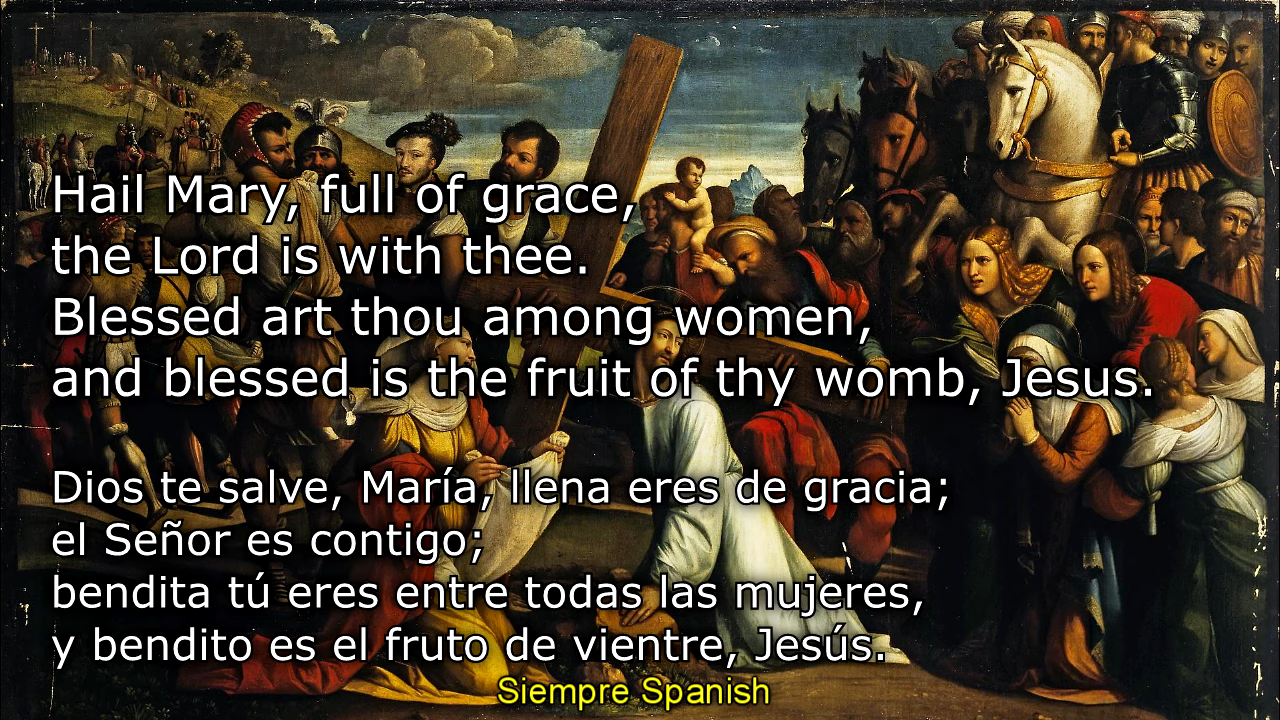 Hail Mary, full of grace,
the Lord is with thee.
Blessed art thou among women,
and blessed is the fruit of thy womb, Jesus.
Dios te salve, María, llena eres de gracia;
el Señor es contigo;
bendita tú eres entre todas las mujeres,
y bendito es el fruto de vientre, Jesús.
Siempre Spanish